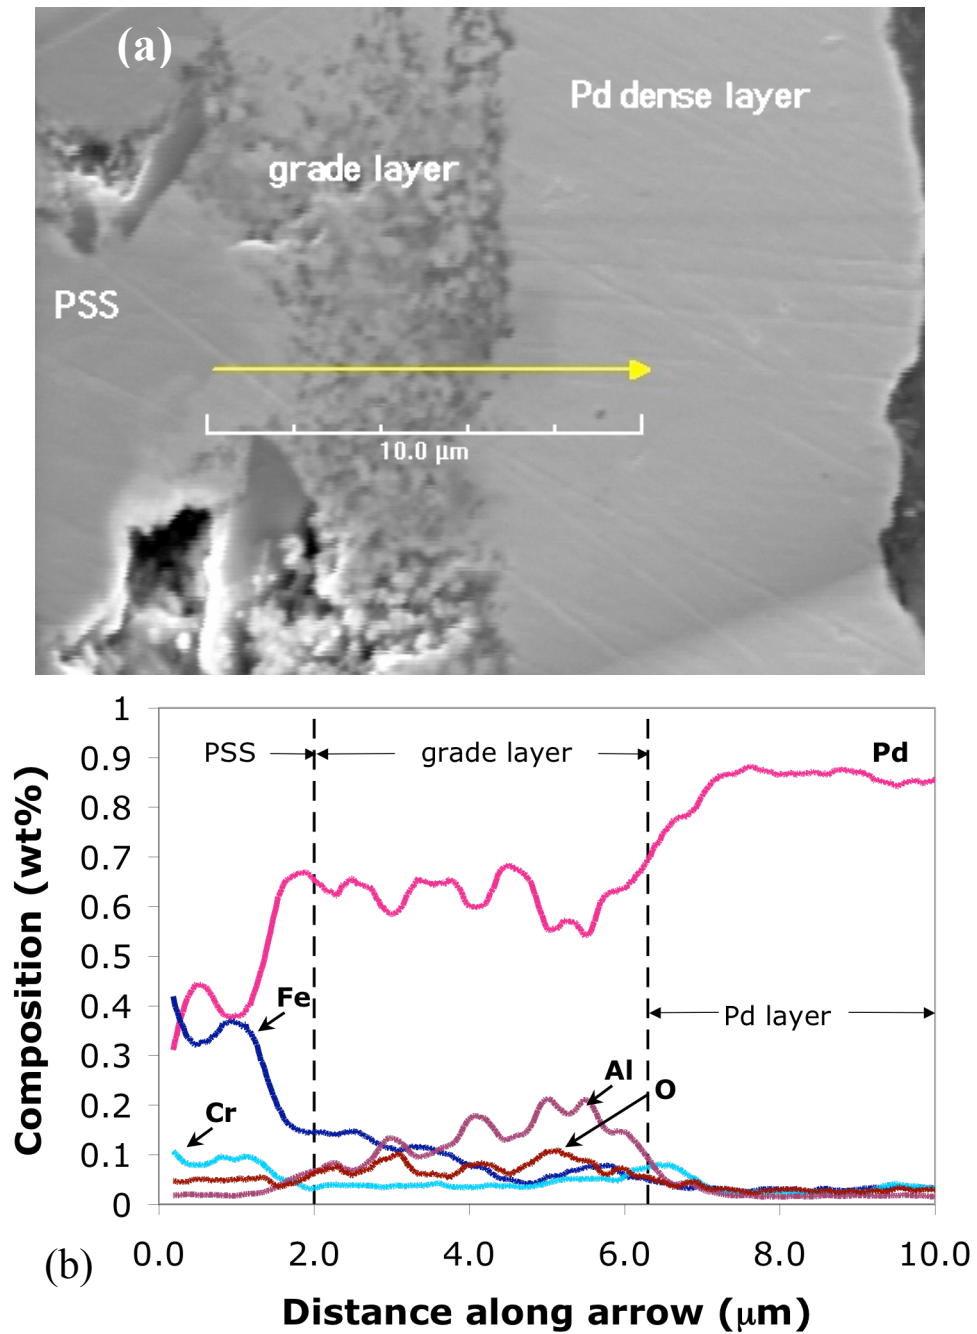 (a)
Pd dense layer
grade layer
PSS
10.0 µm
1
0.9
0.8
0.7
0.6
0.5
0.4
0.3
0.2
0.1
0
Composition (wt%)
PSS
grade layer
Pd
Fe
Pd layer
Cr
Al
O
0.0 2.0 4.0 6.0 8.0 10.0
(b)
Distance along arrow (µm)